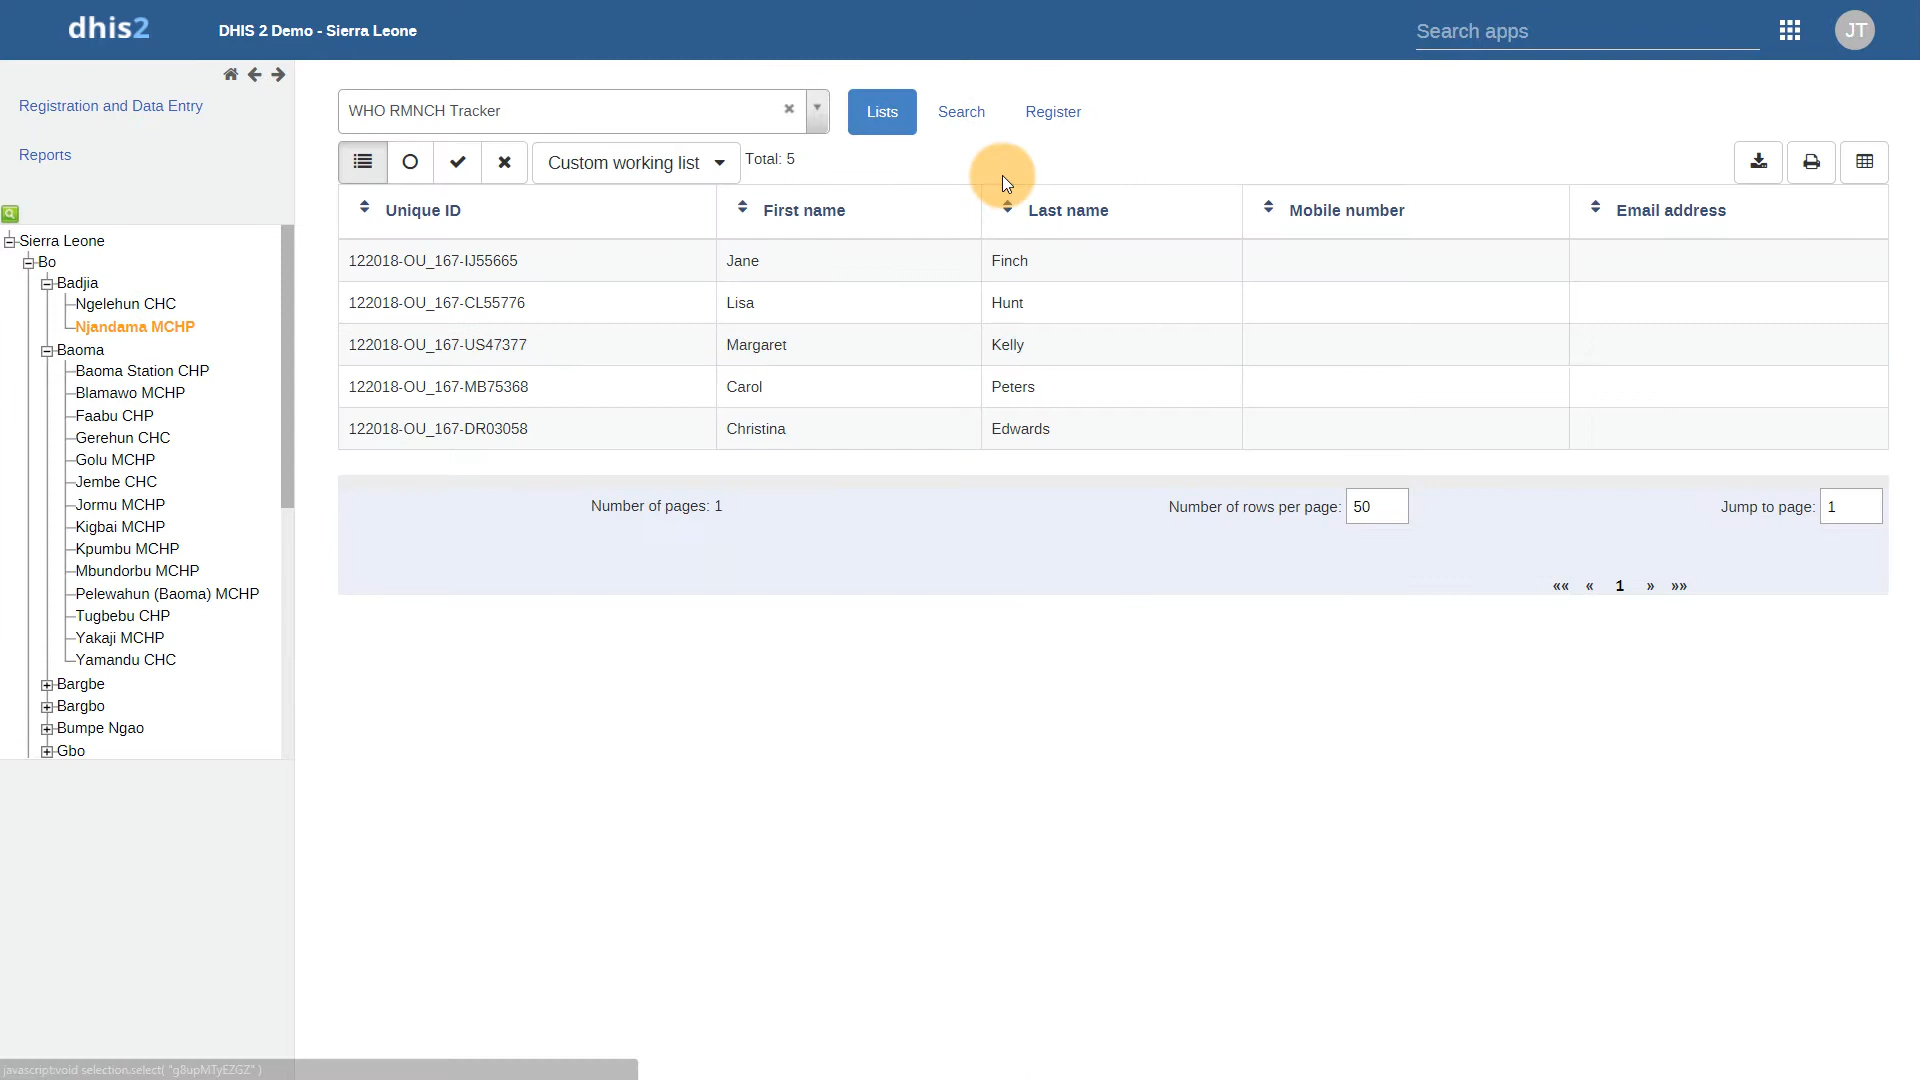 dhis2
DHIS 2 Demo - Sierra Leone
Search apps
JT
Registration and Data Entry
Reports
WHO RMNCH Tracker
Lists
Search
Register
Custom working list
Total: 5
Unique ID First name Last name Mobile number Email address
122018-OU_167-IJ55665 Jane Finch
122018-OU_167-CL55776 Lisa Hunt
122018-OU_167-US47377 Margaret Kelly
122018-OU_167-MB75368 Carol Peters
122018-OU_167-DR03058 Christina Edwards
Number of pages: 1
Number of rows per page: 50
Jump to page: 1
«« « 1 » »»
Sierra Leone
Bo
Badjia
Ngelehun CHC
Njandama MCHP
Baoma
Baoma Station CHP
Blamawo MCHP
Faabu CHP
Gerehun CHC
Golu MCHP
Jembe CHC
Jormu MCHP
Kigbai MCHP
Kpumbu MCHP
Mbundorbu MCHP
Pelewahun (Baoma) MCHP
Tugbebu CHP
Yakaji MCHP
Yamandu CHC
Bargbe
Bargbo
Bumpe Ngao
Gbo
javascript:void selection.select( "g8upMTyEZGZ" )